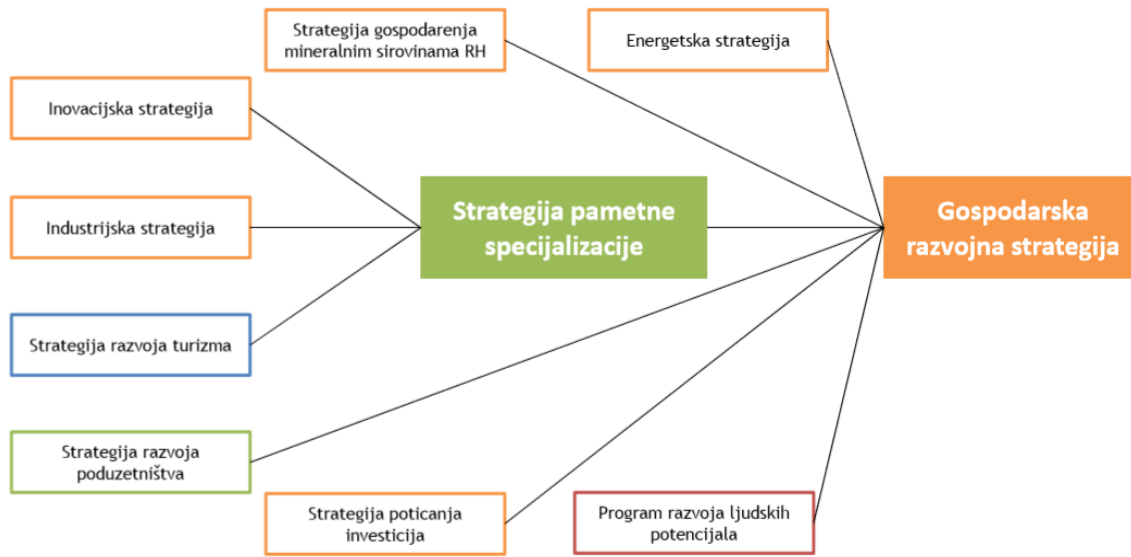 Strategija gospodarenja
mineralnim sirovinama RH
Energetska strategija
Inovacijska strategija
Industrijska strategija
Strategija pametne
specijalizacije
Gospodarska
razvojna strategija
Strategija razvoja turizma
Strategija razvoja
poduzetništva
Strategija poticanja
investicija
Program razvoja ljudskih
potencijala